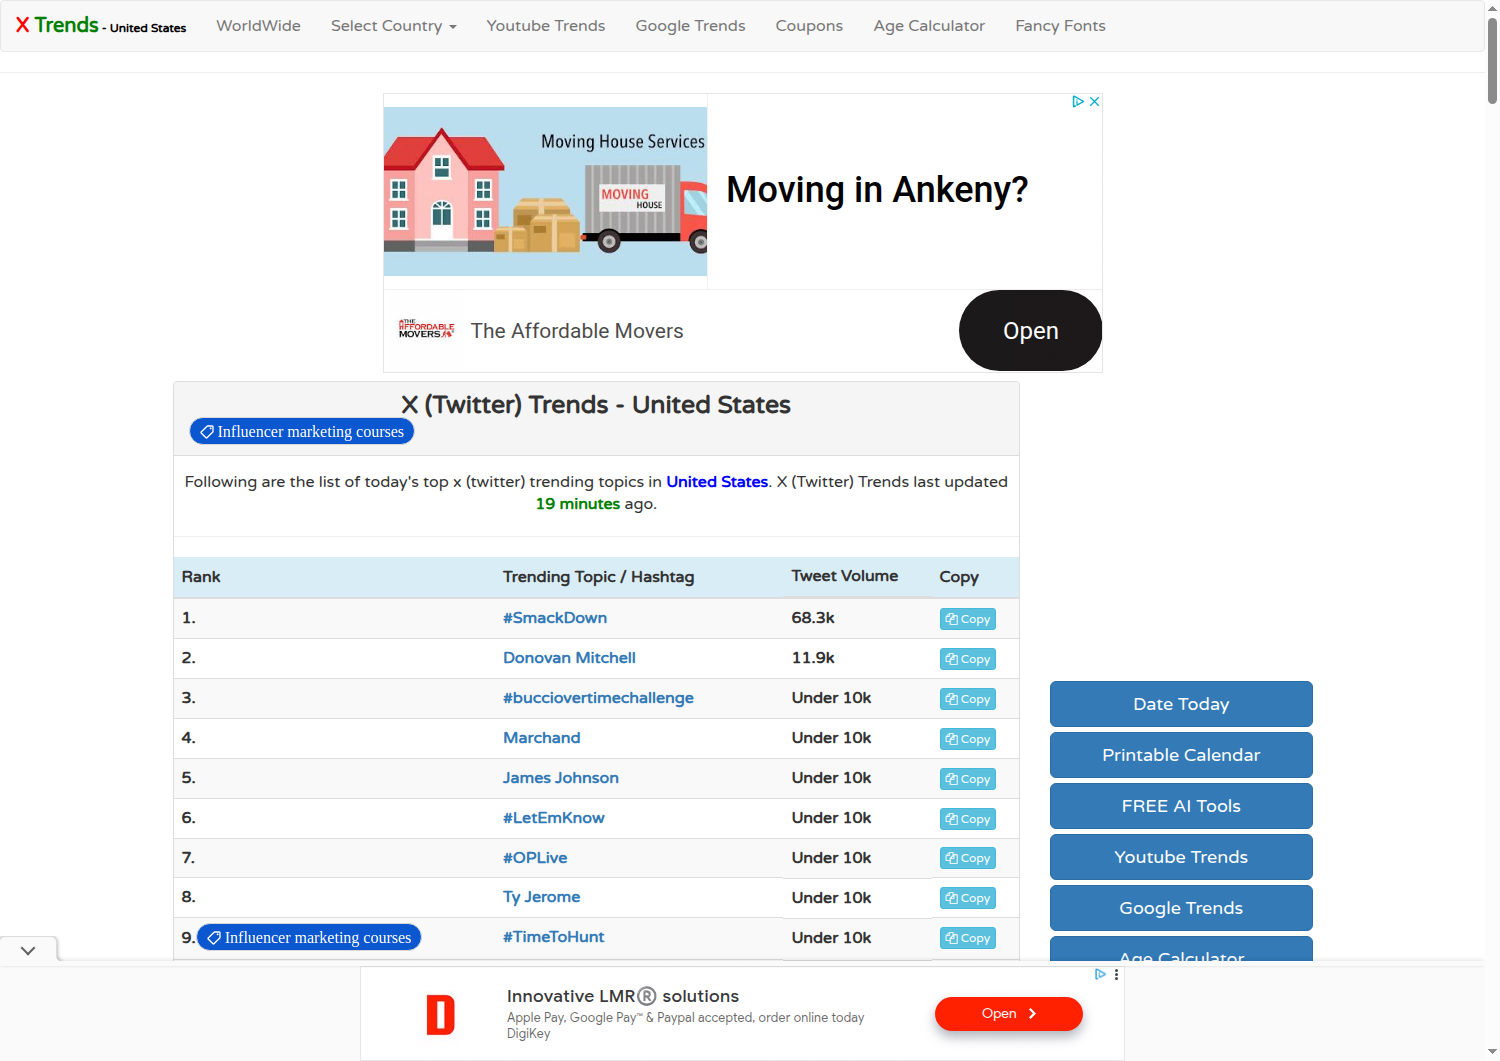 X Trends - United States
WorldWide
Select Country
Youtube Trends
Google Trends
Coupons
Age Calculator
Fancy Fonts
Moving House Services
MOVING
HOUSE
Moving in Ankeny?
THE
AFFORDABLE
MOVERS
The Affordable Movers
Open
X (Twitter) Trends - United States
Influencer marketing courses
Following are the list of today's top x (twitter) trending topics in United States. X (Twitter) Trends last updated
19 minutes ago.
Rank Trending Topic / Hashtag Tweet Volume Copy
1. #SmackDown 68.3k Copy
2. Donovan Mitchell 11.9k Copy
3. #bucciovertimechallenge Under 10k Copy
4. Marchand Under 10k Copy
5. James Johnson Under 10k Copy
6. #LetEmKnow Under 10k Copy
7. #OPLive Under 10k Copy
8. Ty Jerome Under 10k Copy
9. Influencer marketing courses #TimeToHunt Under 10k Copy
Date Today
Printable Calendar
FREE AI Tools
Youtube Trends
Google Trends
Age Calculator
Innovative LMR® solutions
Apple Pay, Google Pay™ & Paypal accepted, order online today
DigiKey
Open